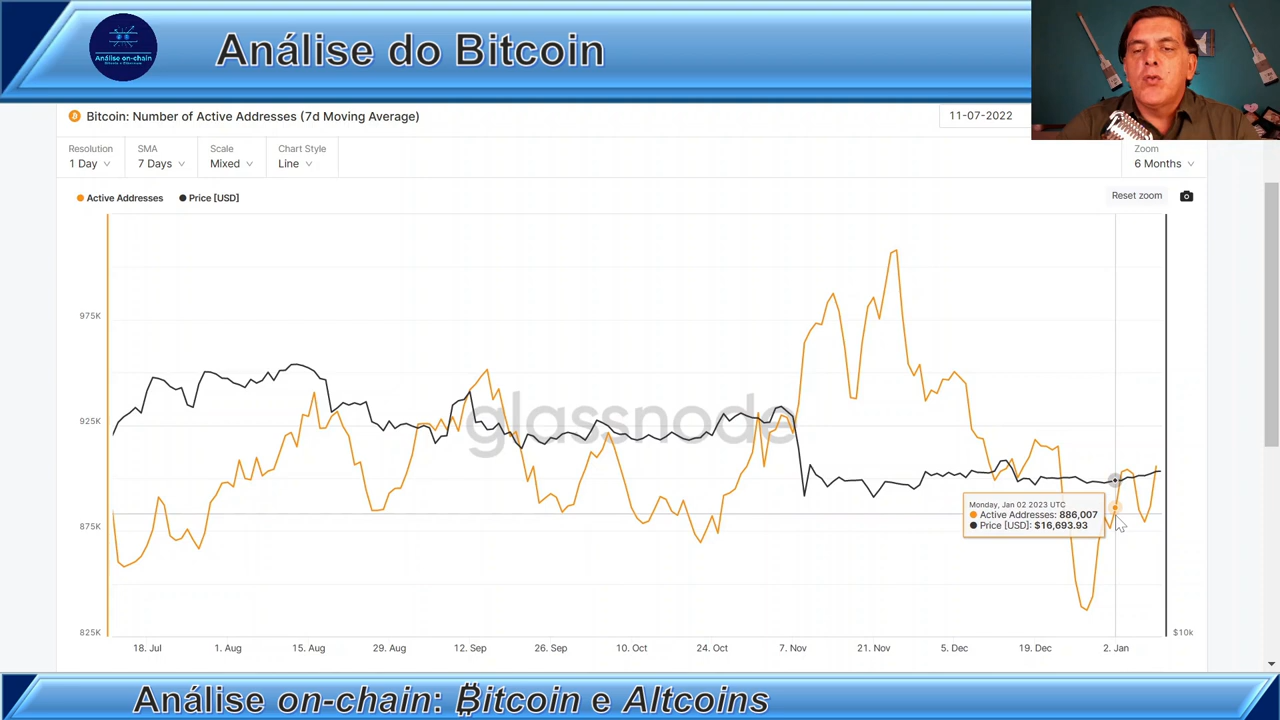 Análise do Bitcoin
Análise on-chain
Bitcoin: Number of Active Addresses (7d Moving Average)
11-07-2022
Resolution
1 Day
SMA
7 Days
Scale
Mixed
Chart Style
Line
Zoom
6 Months
Active Addresses
Price [USD]
Reset zoom
975K
925K
875K
825K
$10k
glassnode
Monday, Jan 02 2023 UTC
Active Addresses: 886,007
Price [USD]: $16,693.93
18. Jul
1. Aug
15. Aug
29. Aug
12. Sep
26. Sep
10. Oct
24. Oct
7. Nov
21. Nov
5. Dec
19. Dec
2. Jan
Análise on-chain: ₿itcoin e Altcoins